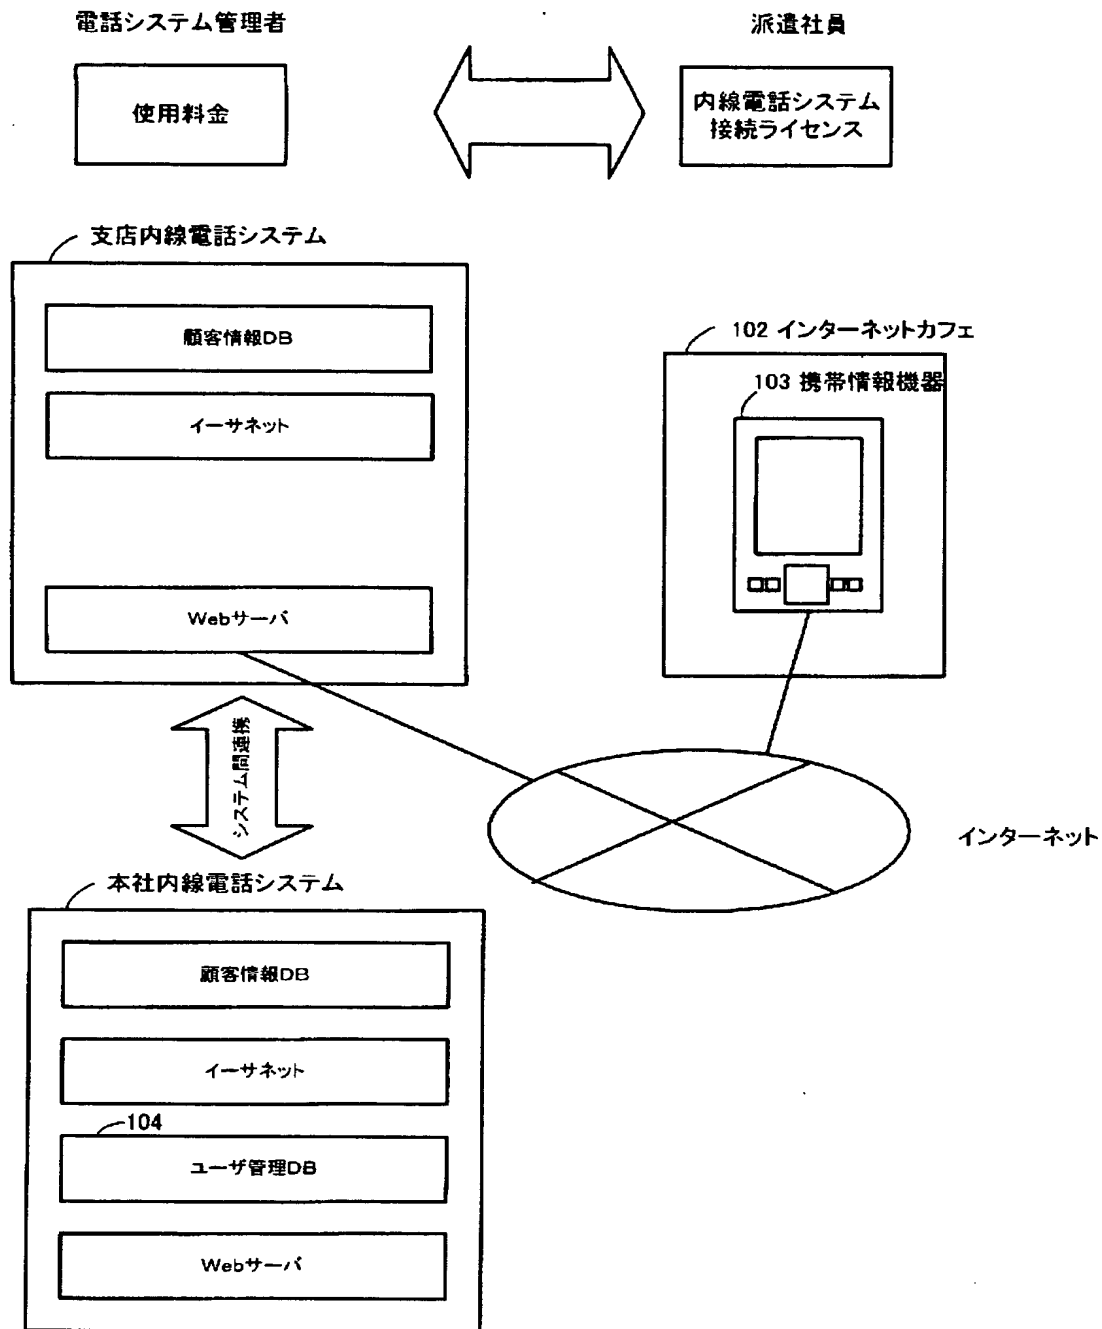 電話システム管理者
派遣社員
使用料金
内線電話システム
接続ライセンス
支店内線電話システム
顧客情報DB
イーサネット
Webサーバ
102 インターネットカフェ
103 携帯情報機器
システム間連携
インターネット
本社内線電話システム
顧客情報DB
イーサネット
104
ユーザ管理DB
Webサーバ